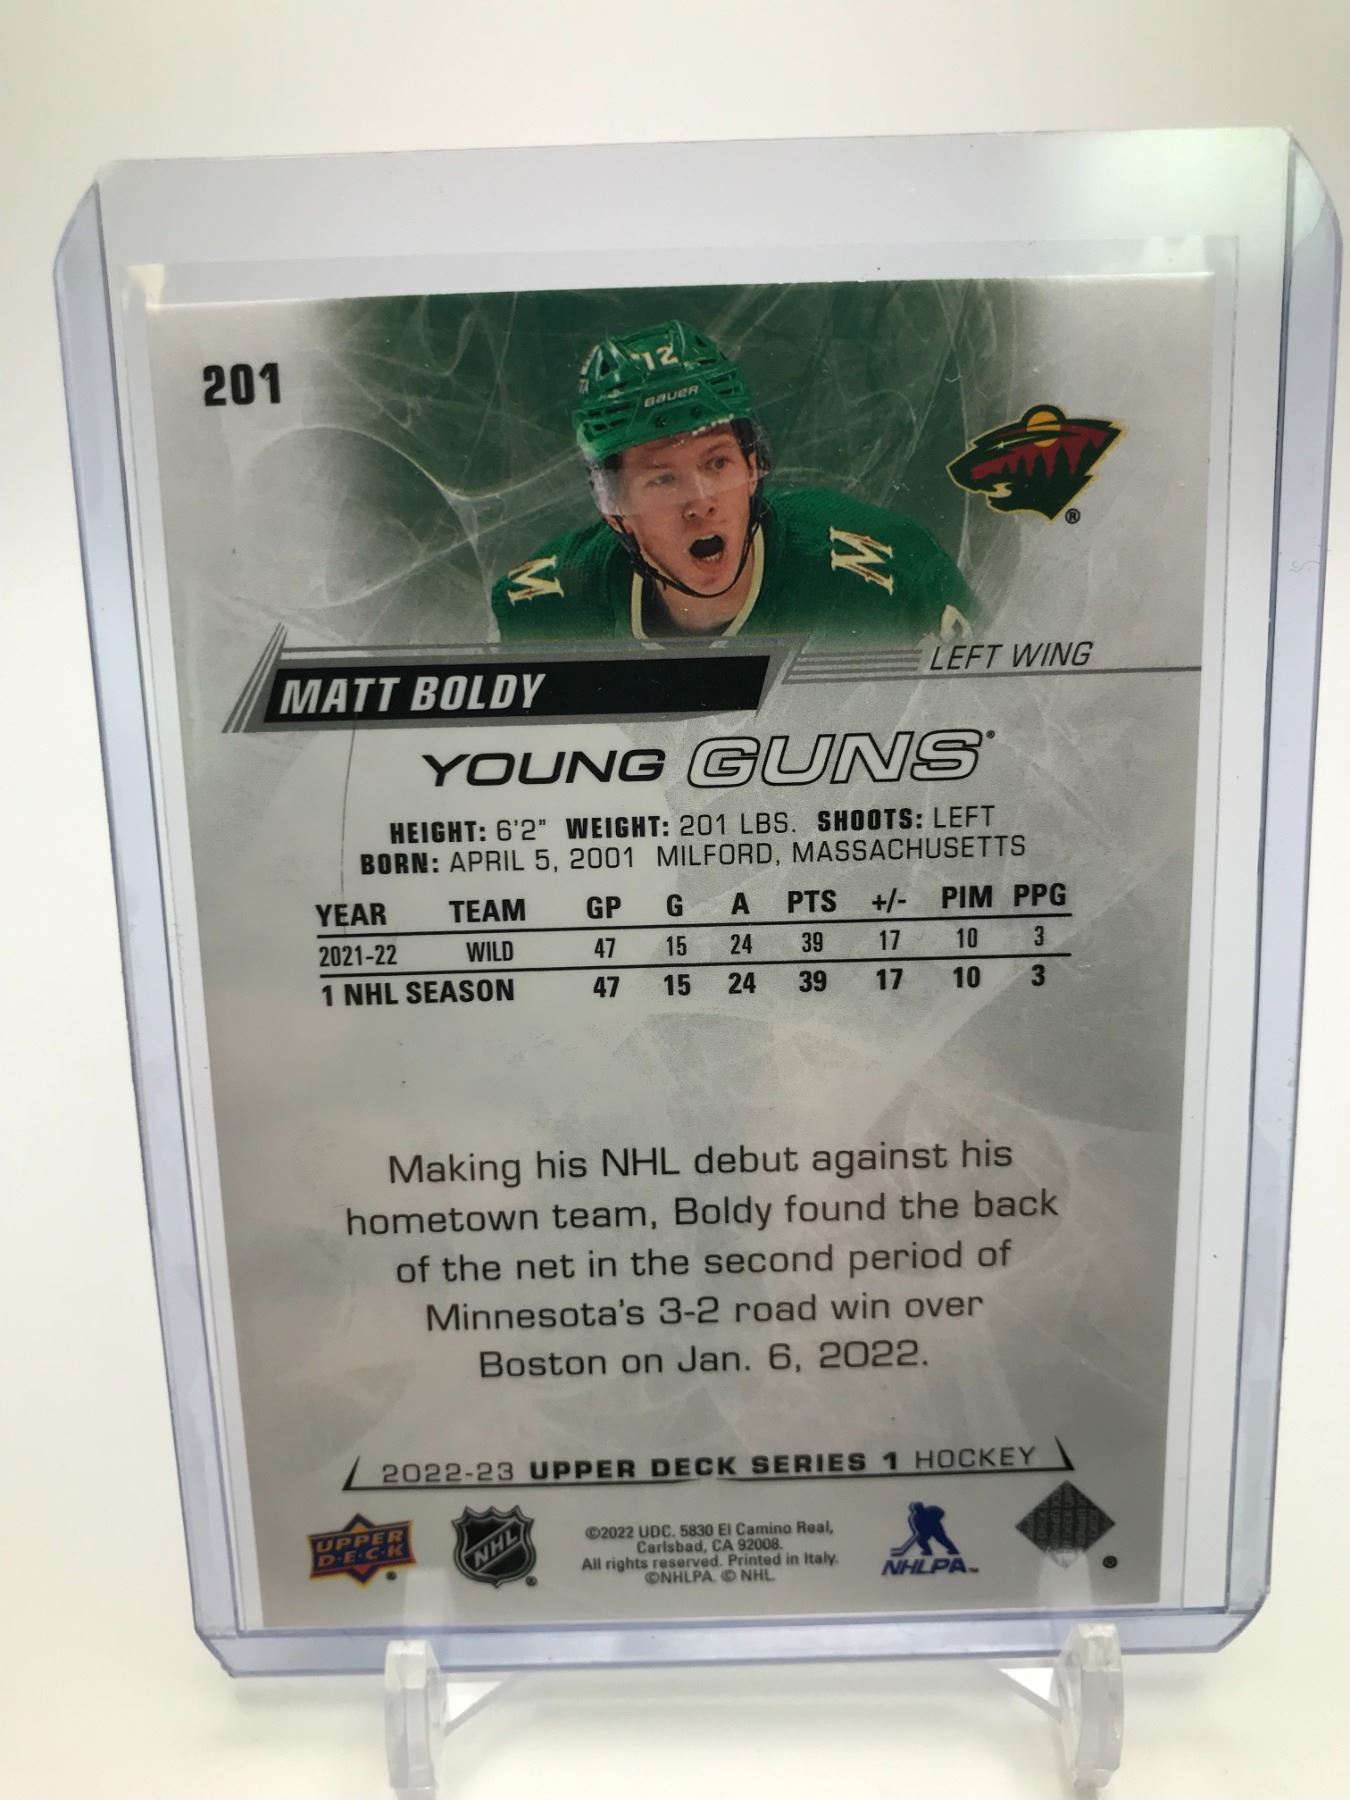 201
12
BAUER
M
M
®
LEFT WING
MATT BOLDY
YOUNG GUNS®
HEIGHT: 6'2" WEIGHT: 201 LBS. SHOOTS: LEFT
BORN: APRIL 5, 2001 MILFORD, MASSACHUSETTS
YEAR TEAM GP G A PTS +/- PIM PPG
2021-22 WILD 47 15 24 39 17 10 3
1 NHL SEASON 47 15 24 39 17 10 3
Making his NHL debut against his
hometown team, Boldy found the back
of the net in the second period of
Minnesota's 3-2 road win over
Boston on Jan. 6, 2022.
2022-23 UPPER DECK SERIES 1 HOCKEY
UPPER
D·E·C·K
®
NHL
®
©2022 UDC. 5830 El Camino Real,
Carlsbad, CA 92008.
All rights reserved. Printed in Italy.
©NHLPA. © NHL.
NHLPA™
®